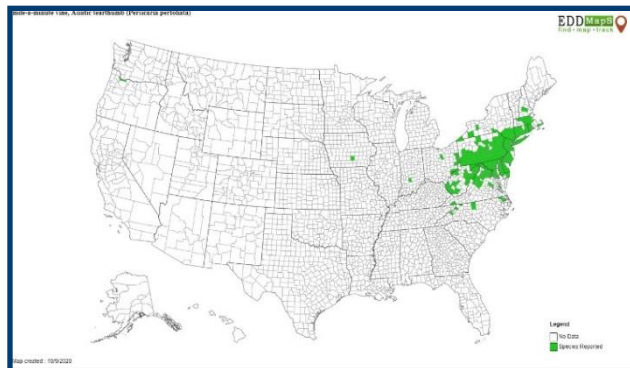 mile-a-minute vine, Asiatic tearthumb (Persicaria perfoliata)
EDDMapS
find • map • track
Legend
No Data
Species Reported
Map created : 10/9/2020